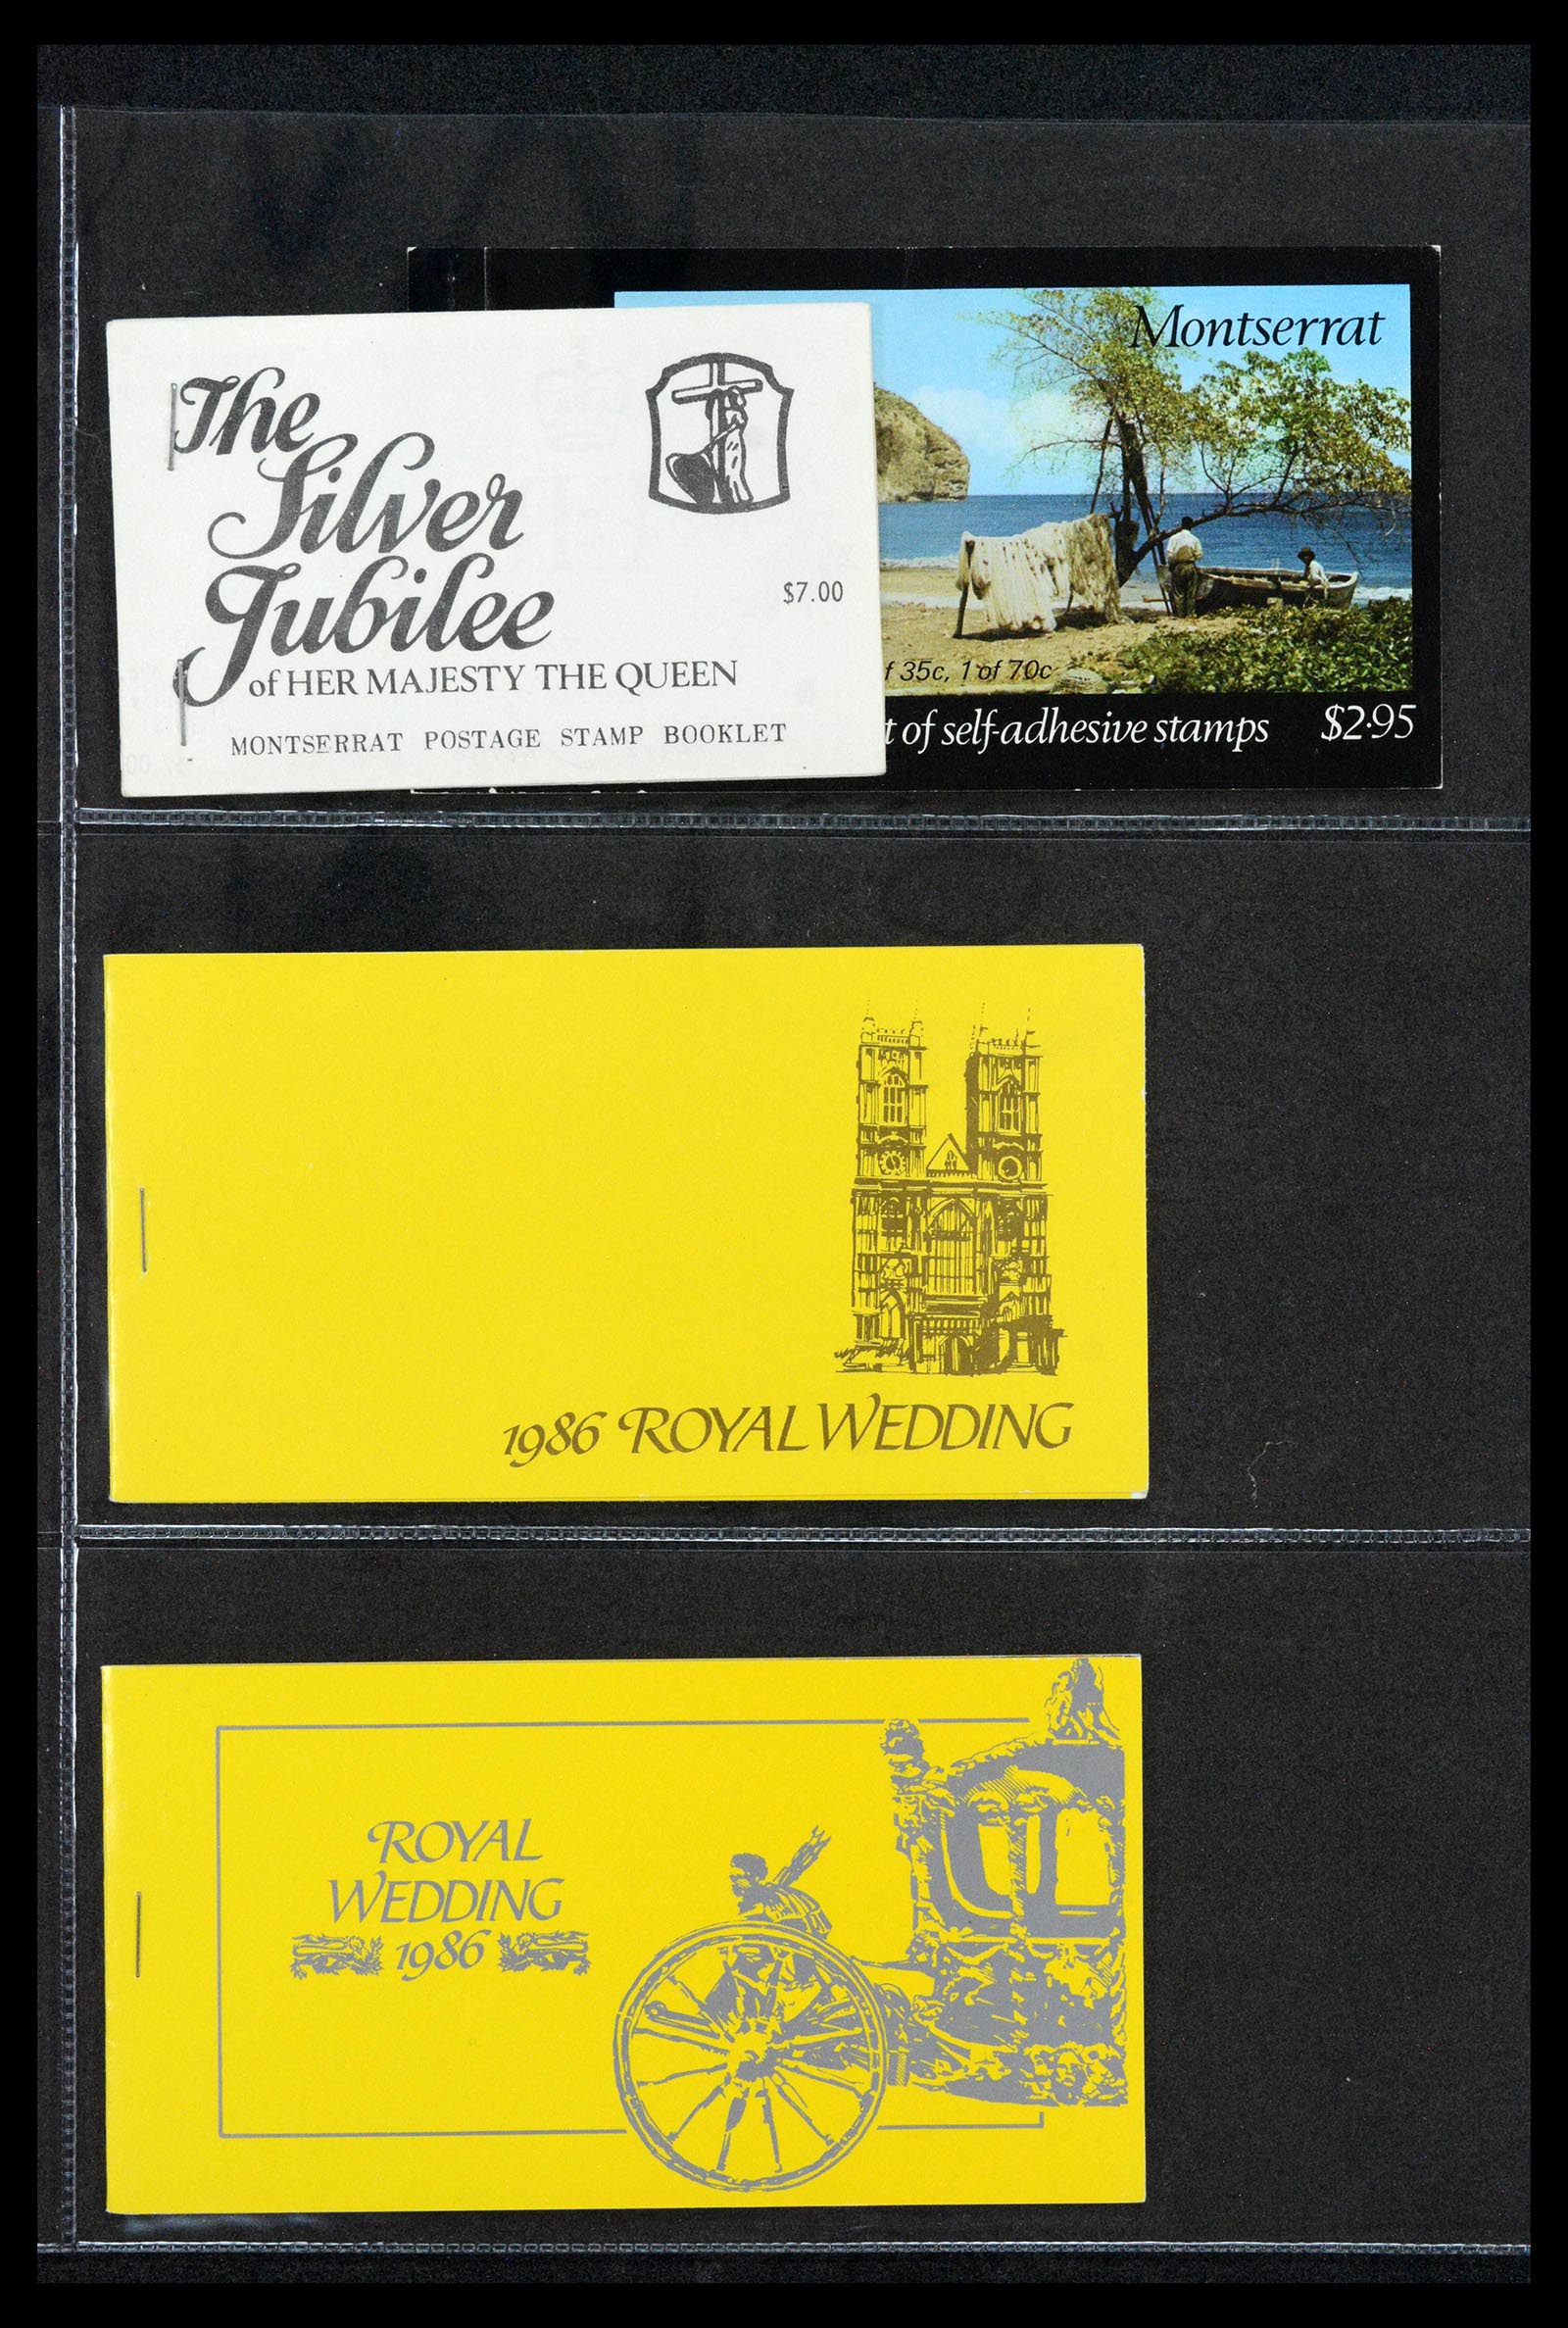 The
Silver
Jubilee
of HER MAJESTY THE QUEEN
MONTSERRAT POSTAGE STAMP BOOKLET
$7.00
Montserrat
35c, 1 of 70c
of self-adhesive stamps $2·95
1986 ROYAL WEDDING
ROYAL
WEDDING
1986